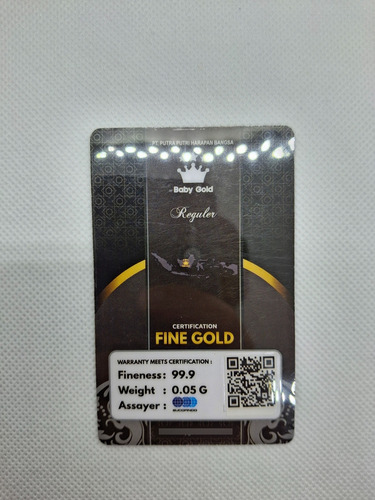 PT. PUTRA PUTRI HARAPAN BANGSA
Baby Gold
Reguler
CERTIFICATION
FINE GOLD
WARRANTY MEETS CERTIFICATION :
Fineness : 99.9
Weight : 0.05 G
Assayer : SUCOFINDO